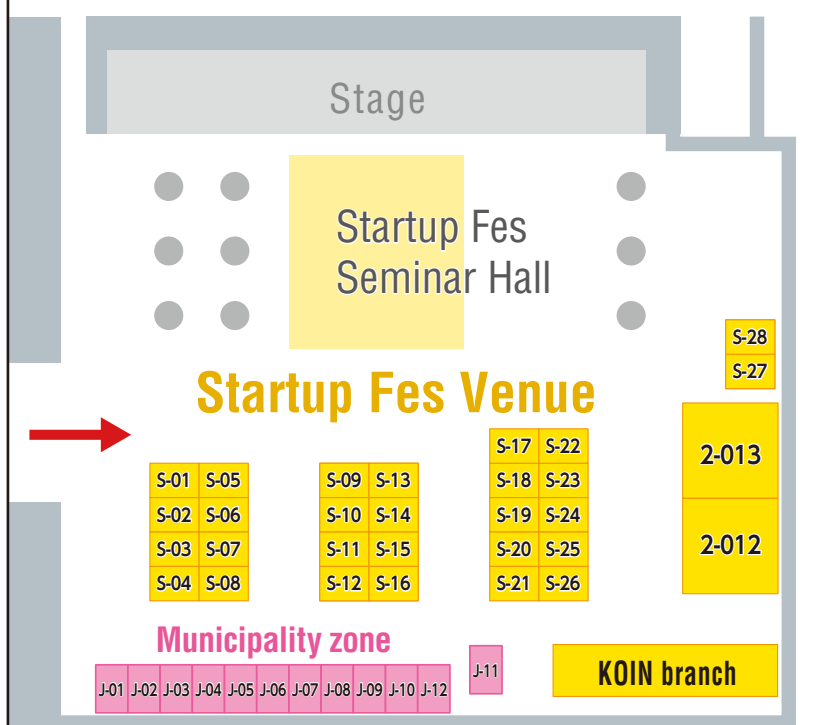 Stage
Startup Fes
Seminar Hall
S-28
S-27
Startup Fes Venue
S-17 S-22
2-013
S-01 S-05 S-09 S-13 S-18 S-23
S-02 S-06 S-10 S-14 S-19 S-24
2-012
S-03 S-07 S-11 S-15 S-20 S-25
S-04 S-08 S-12 S-16 S-21 S-26
Municipality zone
J-11
KOIN branch
J-01 J-02 J-03 J-04 J-05 J-06 J-07 J-08 J-09 J-10 J-12